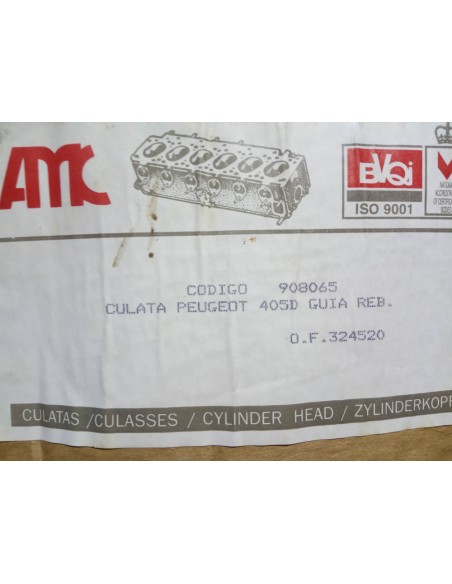 AMC
BVQi
ISO 9001
CODIGO 908065
CULATA PEUGEOT 405D GUIA REB.
O.F.324520
CULATAS /CULASSES / CYLINDER HEAD / ZYLINDERKOPF